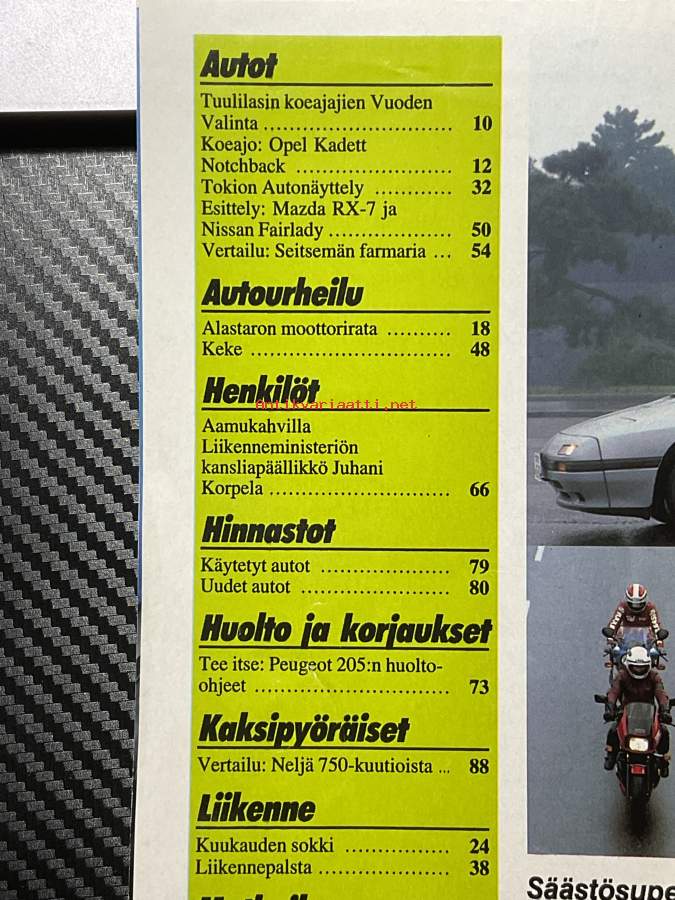 Autot
Tuulilasin koeajajien Vuoden
Valinta ............................ 10
Koeajo: Opel Kadett
Notchback ....................... 12
Tokion Autonäyttely ............ 32
Esittely: Mazda RX-7 ja
Nissan Fairlady .................. 50
Vertailu: Seitsemän farmaria ... 54
Autourheilu
Alastaron moottorirata .......... 18
Keke .............................. 48
Henkilöt
antikvariaatti.net
Aamukahvilla
Liikenneministeriön
kansliapäällikkö Juhani
Korpela ........................... 66
Hinnastot
Käytetyt autot .................... 79
Uudet autot ...................... 80
Huolto ja korjaukset
Tee itse: Peugeot 205:n huolto-
ohjeet ............................. 73
Kaksipyöräiset
Vertailu: Neljä 750-kuutioista ... 88
Liikenne
Kuukauden sokki ................ 24
Liikennepalsta .................... 38
Säästösupe